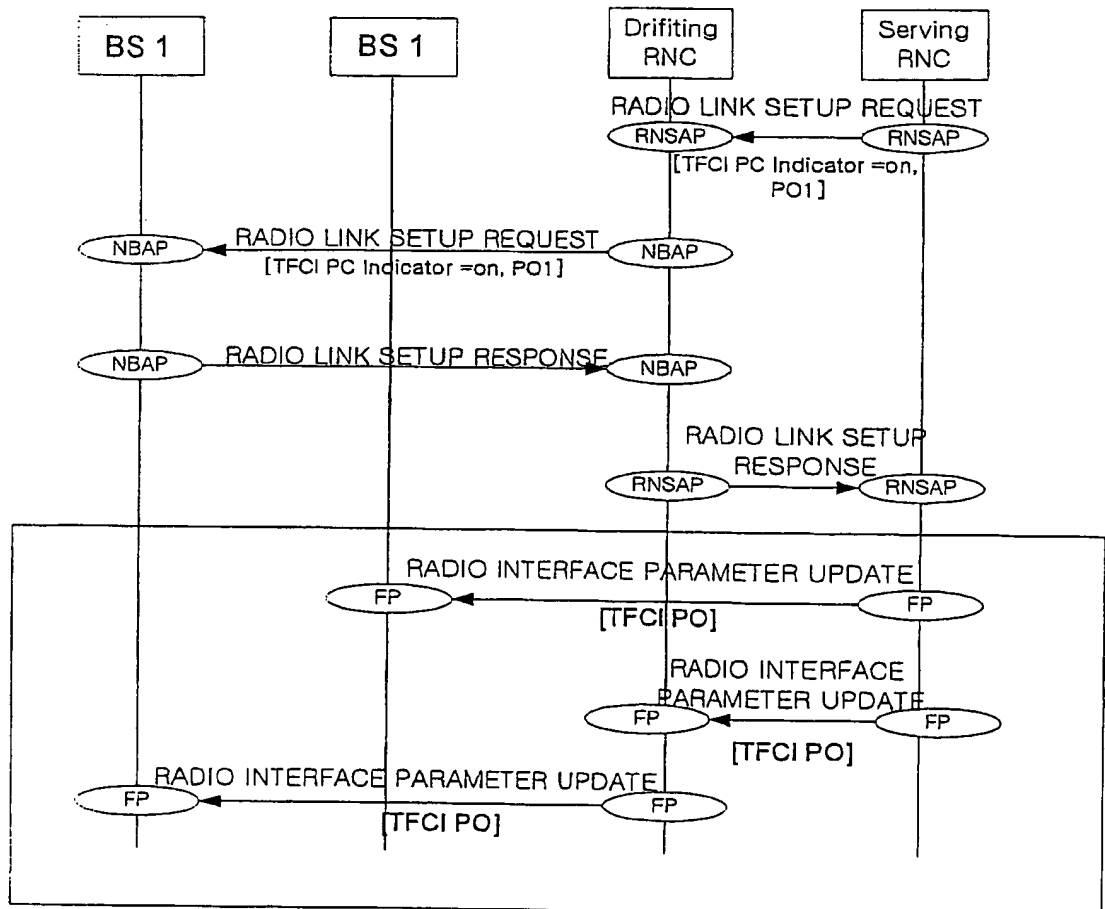 BS 1
BS 1
Drifiting
RNC
Serving
RNC
RADIO LINK SETUP REQUEST
RNSAP
RNSAP
[TFCI PC Indicator =on,
PO1]
RADIO LINK SETUP REQUEST
NBAP
NBAP
[TFCI PC Indicator =on, PO1]
RADIO LINK SETUP RESPONSE
NBAP
NBAP
RADIO LINK SETUP
RESPONSE
RNSAP
RNSAP
RADIO INTERFACE PARAMETER UPDATE
FP
FP
[TFCI PO]
RADIO INTERFACE
PARAMETER UPDATE
FP
FP
[TFCI PO]
RADIO INTERFACE PARAMETER UPDATE
FP
FP
[TFCI PO]